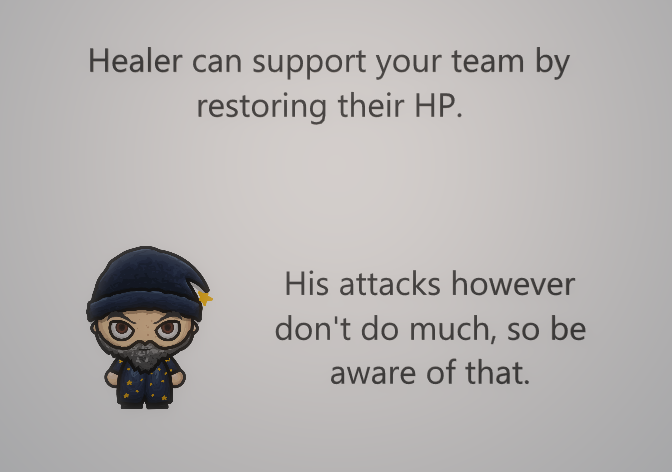 Healer can support your team by
restoring their HP.
His attacks however
don't do much, so be
aware of that.